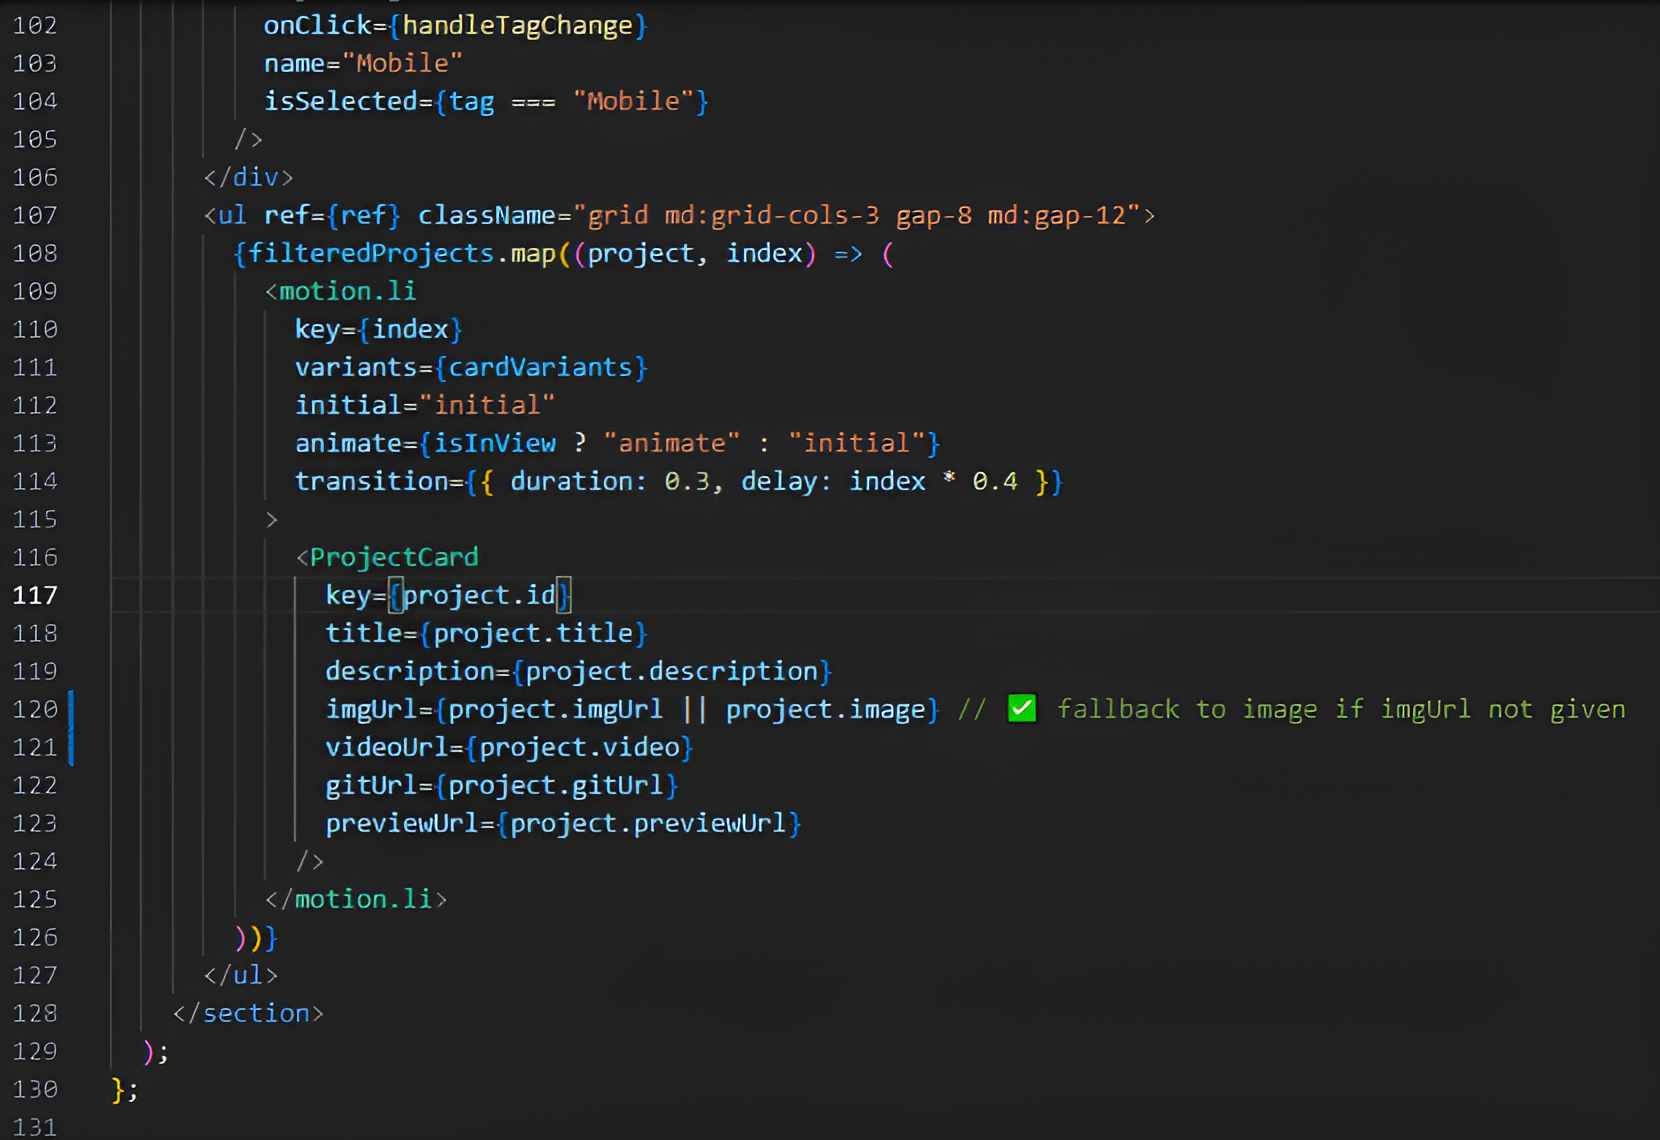 102 onClick={handleTagChange}
103 name="Mobile"
104 isSelected={tag === "Mobile"}
105 />
106 </div>
107 <ul ref={ref} className="grid md:grid-cols-3 gap-8 md:gap-12">
108 {filteredProjects.map((project, index) => (
109 <motion.li
110 key={index}
111 variants={cardVariants}
112 initial="initial"
113 animate={isInView ? "animate" : "initial"}
114 transition={{ duration: 0.3, delay: index * 0.4 }}
115 >
116 <ProjectCard
117 key={project.id}
118 title={project.title}
119 description={project.description}
120 imgUrl={project.imgUrl || project.image} // ✅ fallback to image if imgUrl not given
121 videoUrl={project.video}
122 gitUrl={project.gitUrl}
123 previewUrl={project.previewUrl}
124 />
125 </motion.li>
126 ))}
127 </ul>
128 </section>
129 );
130 };
131